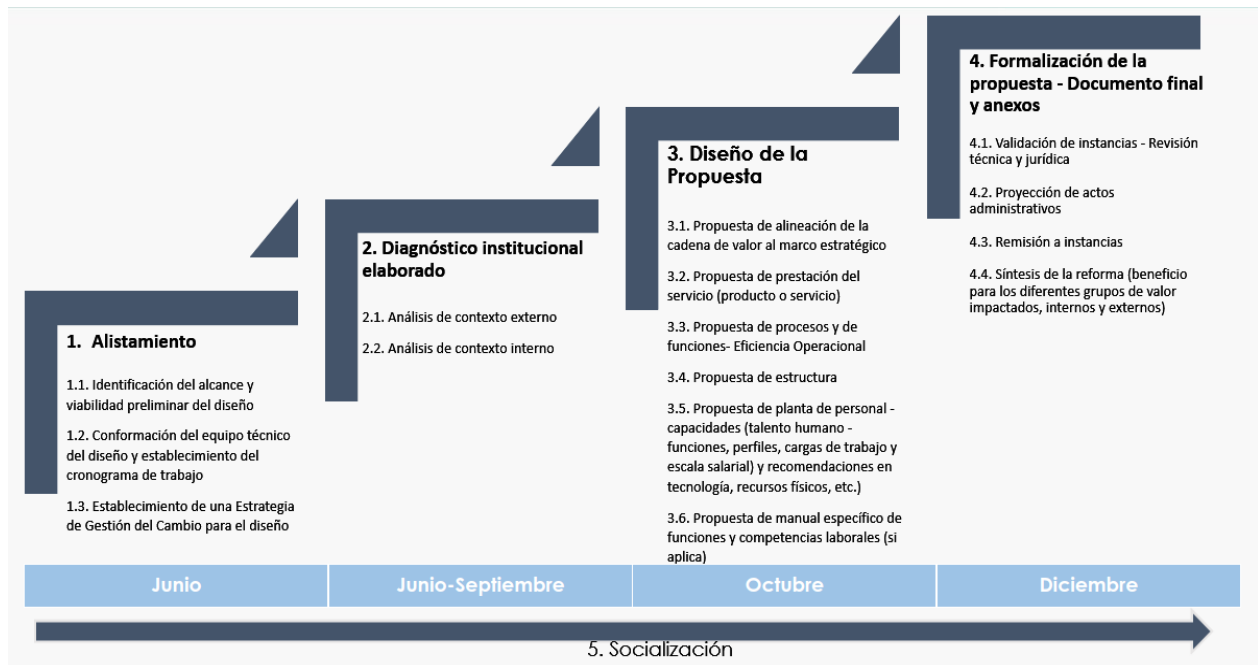 1. Alistamiento
1.1. Identificación del alcance y
viabilidad preliminar del diseño
1.2. Conformación del equipo técnico
del diseño y establecimiento del
cronograma de trabajo
1.3. Establecimiento de una Estrategia
de Gestión del Cambio para el diseño
2. Diagnóstico institucional
elaborado
2.1. Análisis de contexto externo
2.2. Análisis de contexto interno
3. Diseño de la
Propuesta
3.1. Propuesta de alineación de la
cadena de valor al marco estratégico
3.2. Propuesta de prestación del
servicio (producto o servicio)
3.3. Propuesta de procesos y de
funciones- Eficiencia Operacional
3.4. Propuesta de estructura
3.5. Propuesta de planta de personal -
capacidades (talento humano -
funciones, perfiles, cargas de trabajo y
escala salarial) y recomendaciones en
tecnología, recursos físicos, etc.)
3.6. Propuesta de manual específico de
funciones y competencias laborales (si
aplica)
4. Formalización de la
propuesta - Documento final
y anexos
4.1. Validación de instancias - Revisión
técnica y jurídica
4.2. Proyección de actos
administrativos
4.3. Remisión a instancias
4.4. Síntesis de la reforma (beneficio
para los diferentes grupos de valor
impactados, internos y externos)
Junio
Junio-Septiembre
Octubre
Diciembre
5. Socialización